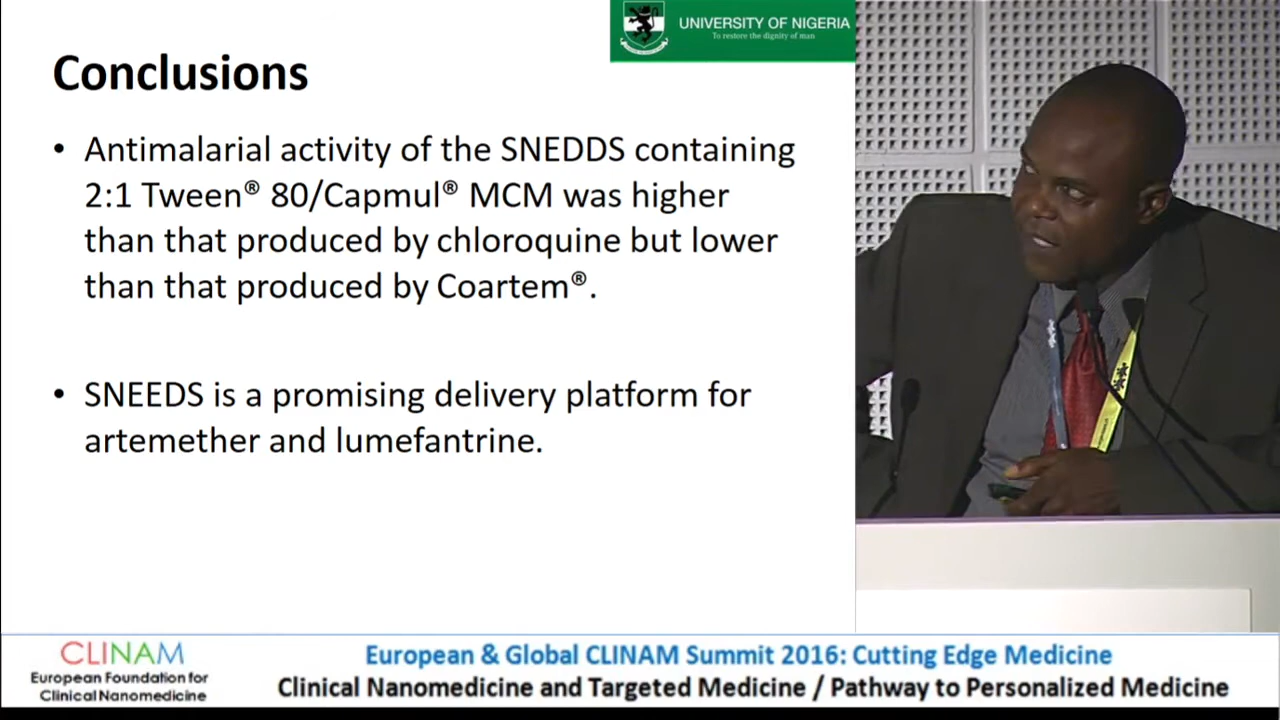 UNIVERSITY OF NIGERIA
To restore the dignity of man
Conclusions
• Antimalarial activity of the SNEDDS containing
2:1 Tween® 80/Capmul® MCM was higher
than that produced by chloroquine but lower
than that produced by Coartem®.
• SNEEDS is a promising delivery platform for
artemether and lumefantrine.
CLINAM
European Foundation for
Clinical Nanomedicine
European & Global CLINAM Summit 2016: Cutting Edge Medicine
Clinical Nanomedicine and Targeted Medicine / Pathway to Personalized Medicine